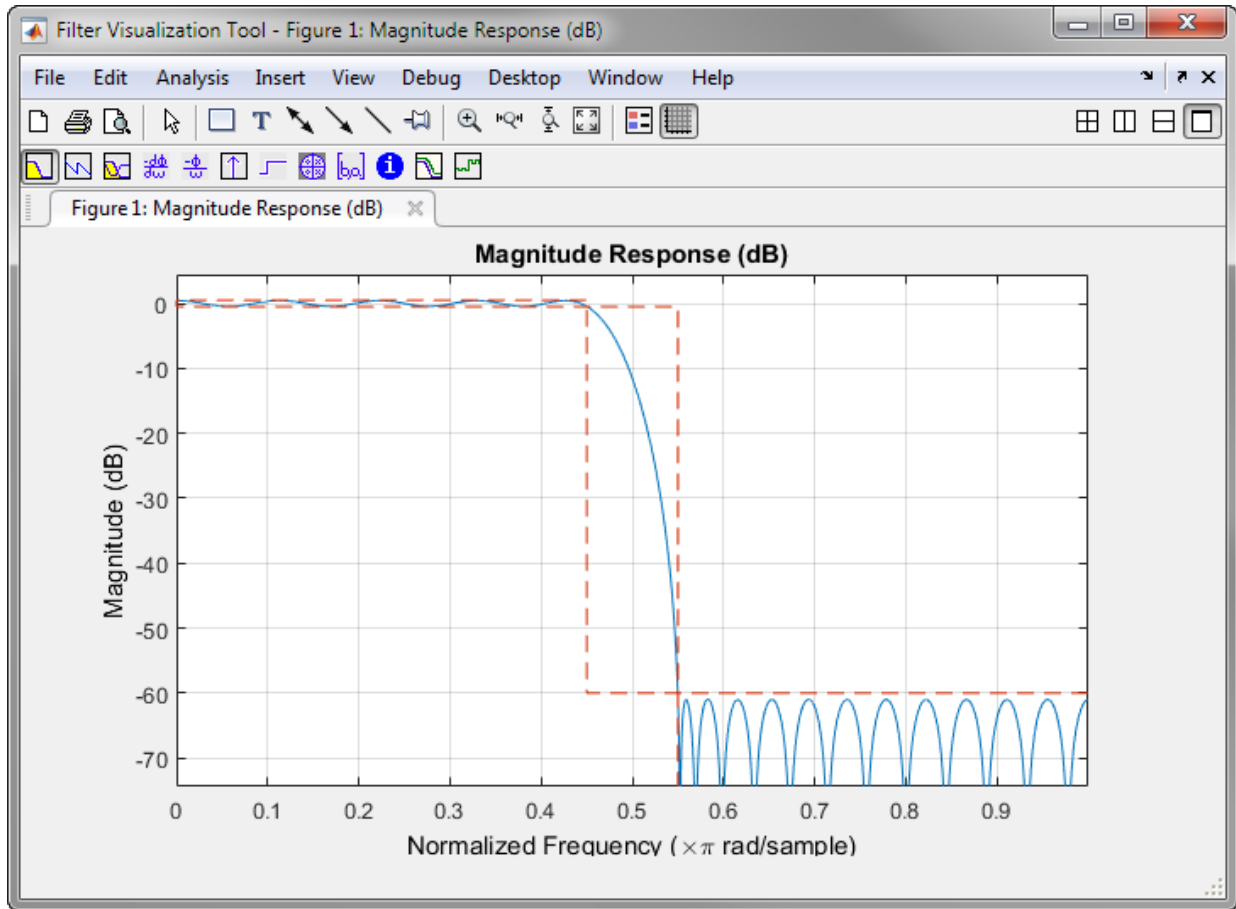 Filter Visualization Tool - Figure 1: Magnitude Response (dB)
File Edit Analysis Insert View Debug Desktop Window Help
Figure 1: Magnitude Response (dB)
Magnitude Response (dB)
Magnitude (dB)
0
-10
-20
-30
-40
-50
-60
-70
0 0.1 0.2 0.3 0.4 0.5 0.6 0.7 0.8 0.9
Normalized Frequency (×π rad/sample)